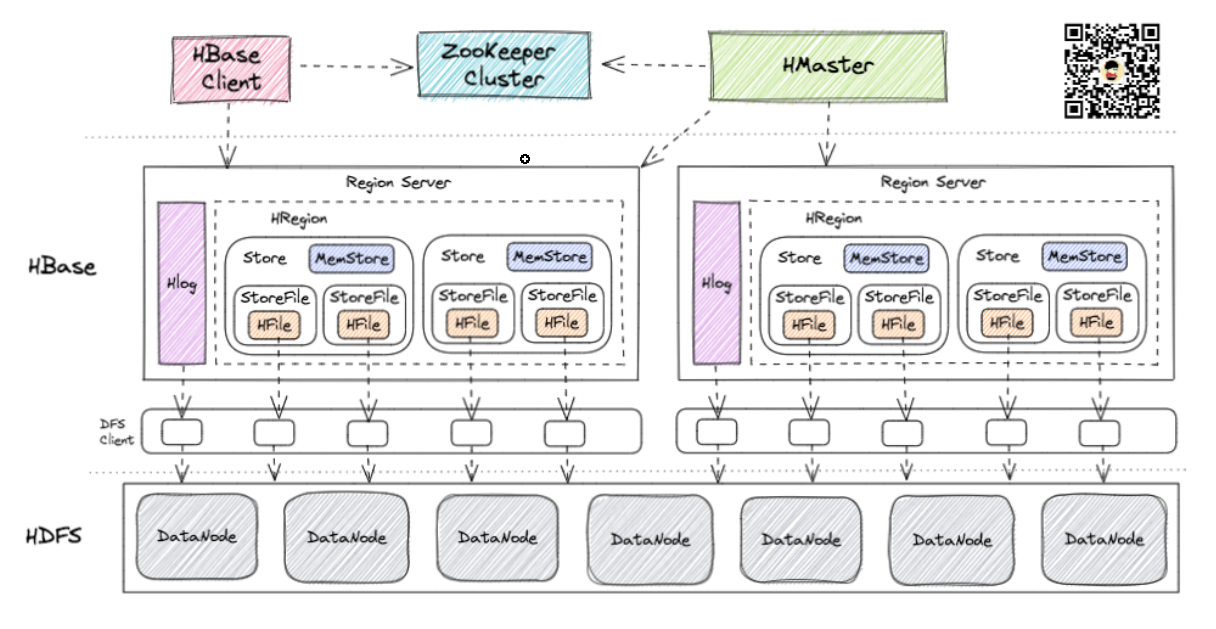 HBase
Client
ZooKeeper
Cluster
HMaster
Region Server
Region Server
HBase
Hlog
HRegion
Store
MemStore
StoreFile
HFile
StoreFile
HFile
Store
MemStore
StoreFile
HFile
StoreFile
HFile
Hlog
HRegion
Store
MemStore
StoreFile
HFile
StoreFile
HFile
Store
MemStore
StoreFile
HFile
StoreFile
HFile
DFS
Client
HDFS
DataNode
DataNode
DataNode
DataNode
DataNode
DataNode
DataNode